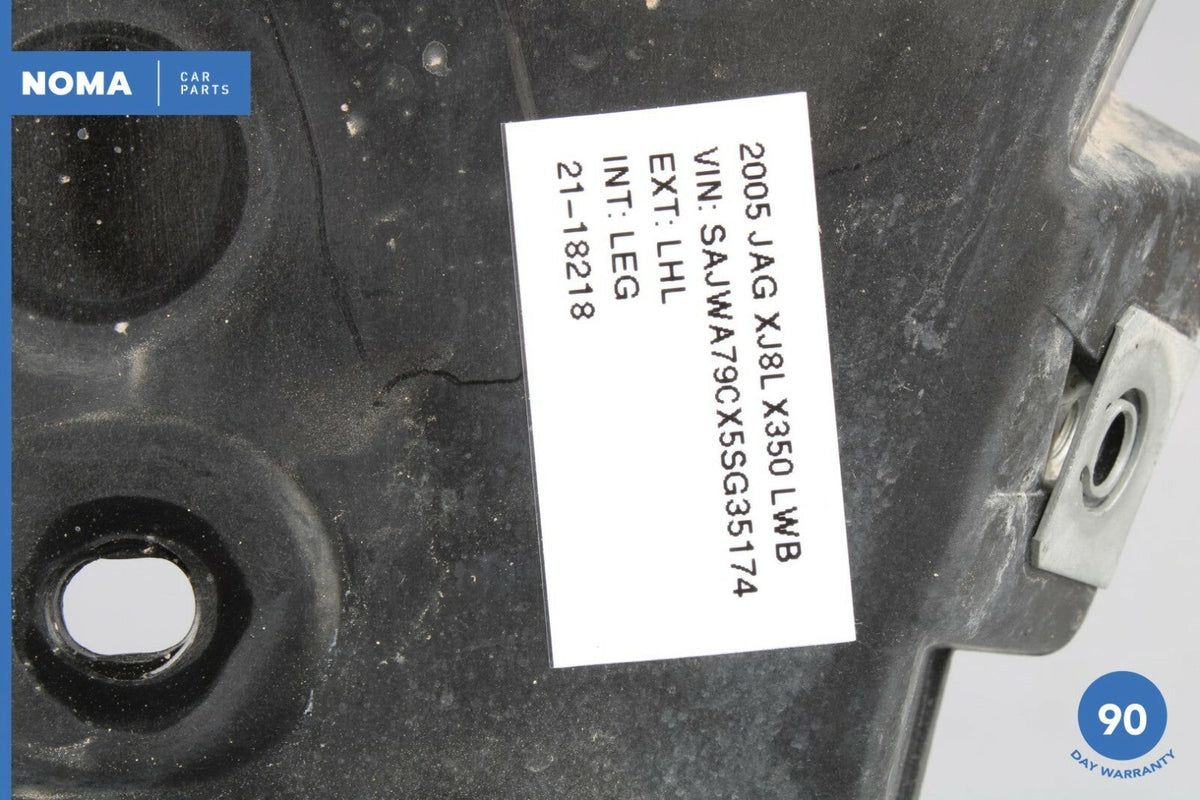 NOMA
CAR
PARTS
2005 JAG XJ8L X350 LWB
VIN: SAJWA79CX5SG35174
EXT: LHL
INT: LEG
21-18218
90
DAY WARRANTY